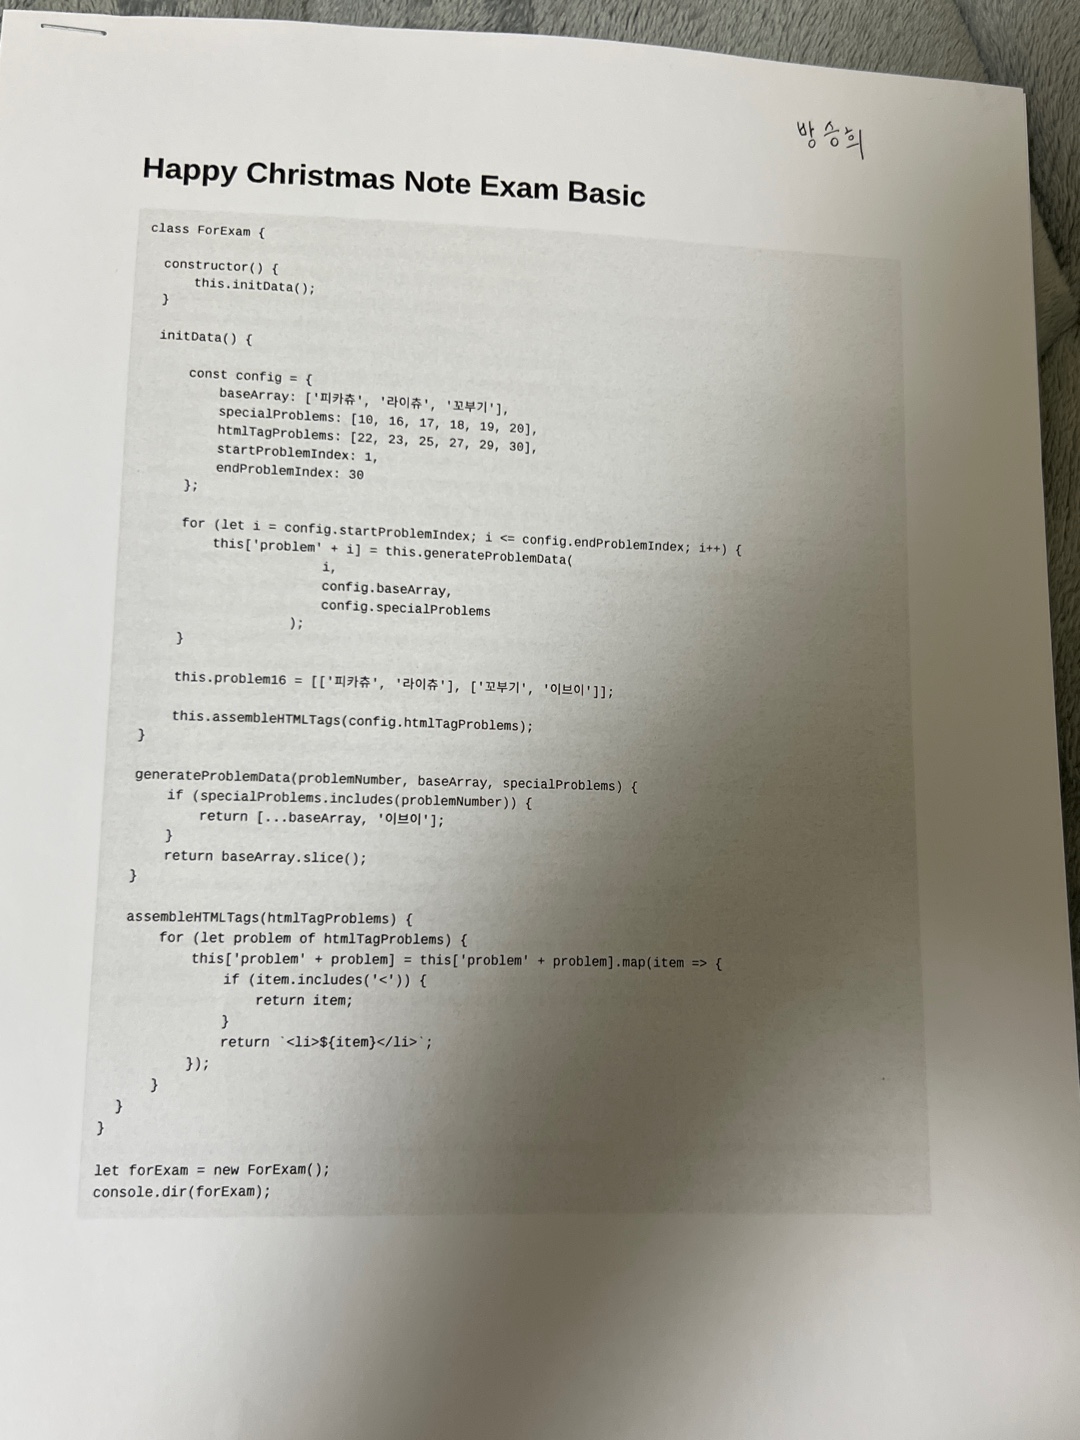 방승희
Happy Christmas Note Exam Basic
class ForExam {
constructor() {
this.initData();
}
initData() {
const config = {
baseArray: ['피카츄', '라이츄', '꼬부기'],
specialProblems: [10, 16, 17, 18, 19, 20],
htmlTagProblems: [22, 23, 25, 27, 29, 30],
startProblemIndex: 1,
endProblemIndex: 30
};
for (let i = config.startProblemIndex; i <= config.endProblemIndex; i++) {
this['problem' + i] = this.generateProblemData(
i,
config.baseArray,
config.specialProblems
);
}
this.problem16 = [['피카츄', '라이츄'], ['꼬부기', '이브이']];
this.assembleHTMLTags(config.htmlTagProblems);
}
generateProblemData(problemNumber, baseArray, specialProblems) {
if (specialProblems.includes(problemNumber)) {
return [...baseArray, '이브이'];
}
return baseArray.slice();
}
assembleHTMLTags(htmlTagProblems) {
for (let problem of htmlTagProblems) {
this['problem' + problem] = this['problem' + problem].map(item => {
if (item.includes('<')) {
return item;
}
return `<li>${item}</li>`;
});
}
}
}
let forExam = new ForExam();
console.dir(forExam);